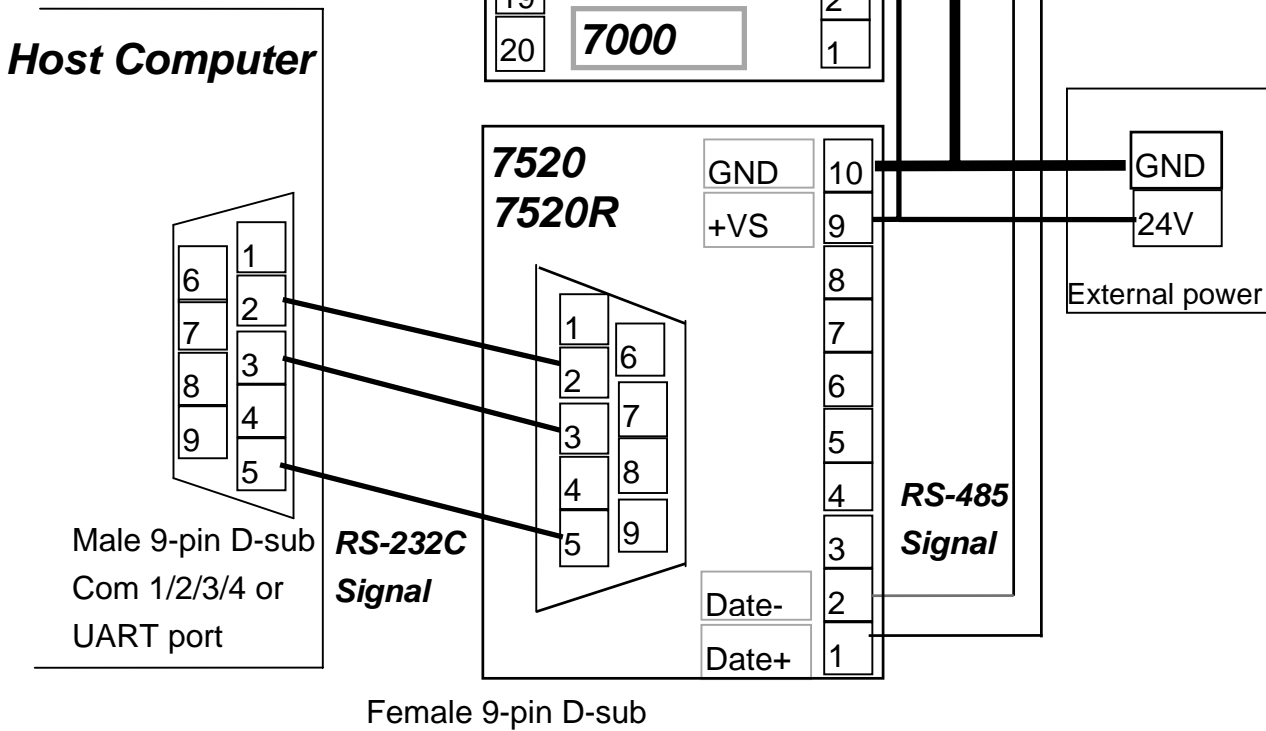 Host Computer
19
20
7000
2
1
7520
7520R
GND
+VS
10
9
8
7
6
5
4
3
2
1
GND
24V
External power
6
7
8
9
1
2
3
4
5
1
2
3
4
5
6
7
8
9
RS-485
Signal
Date-
Date+
Male 9-pin D-sub
Com 1/2/3/4 or
UART port
RS-232C
Signal
Female 9-pin D-sub